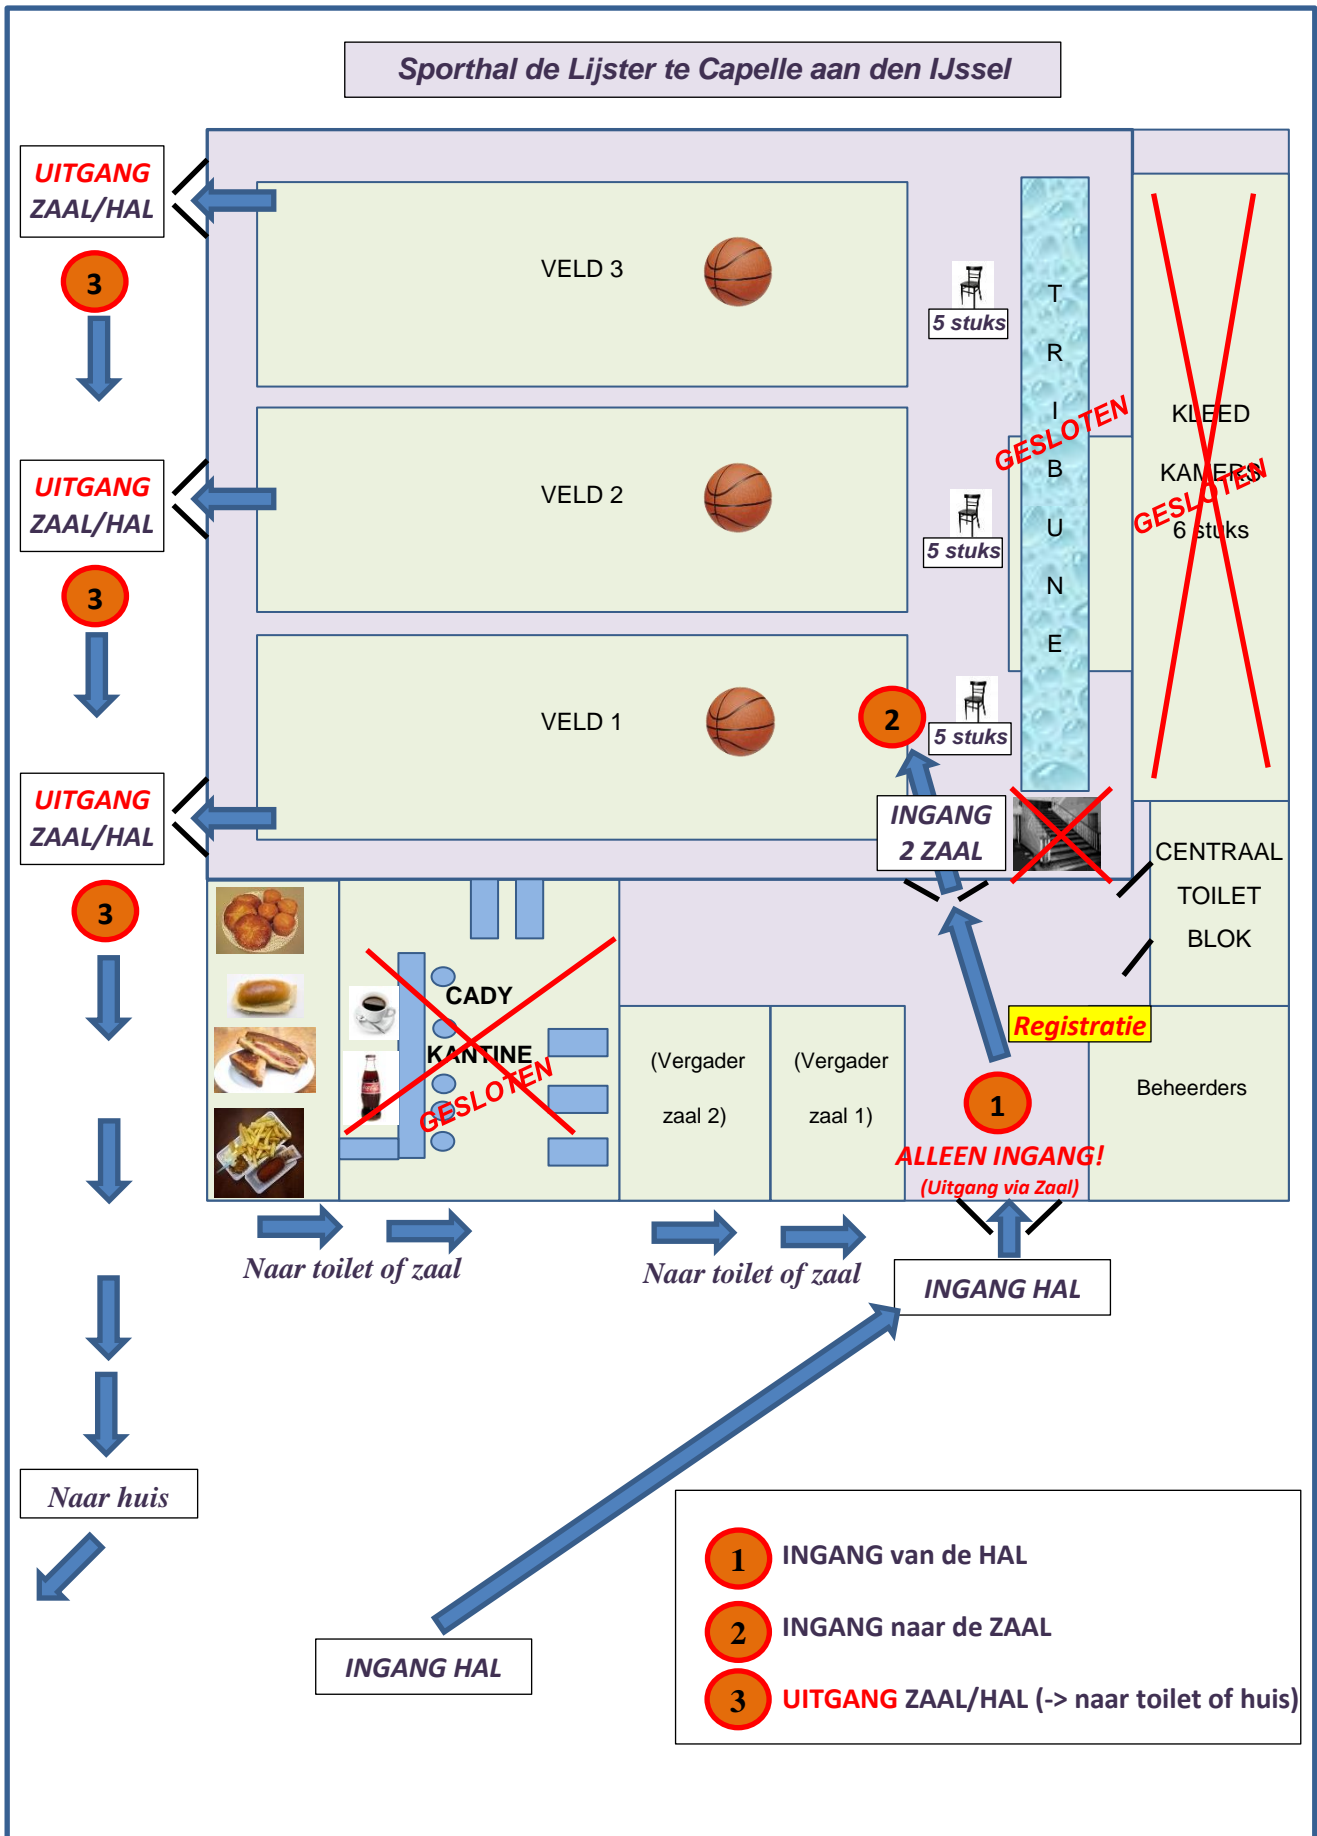 Sporthal de Lijster te Capelle aan den IJssel
UITGANG
ZAAL/HAL
3
VELD 3
5 stuks
T
R
I
B
U
N
E
GESLOTEN
KLEED
KAMERS
6 stuks
GESLOTEN
UITGANG
ZAAL/HAL
3
VELD 2
5 stuks
UITGANG
ZAAL/HAL
3
VELD 1
2
5 stuks
INGANG
2 ZAAL
CENTRAAL
TOILET
BLOK
CADY
KANTINE
GESLOTEN
(Vergader
zaal 2)
(Vergader
zaal 1)
Registratie
Beheerders
1
ALLEEN INGANG!
(Uitgang via Zaal)
Naar toilet of zaal
Naar toilet of zaal
INGANG HAL
Naar huis
INGANG HAL
1 INGANG van de HAL
2 INGANG naar de ZAAL
3 UITGANG ZAAL/HAL (-> naar toilet of huis)